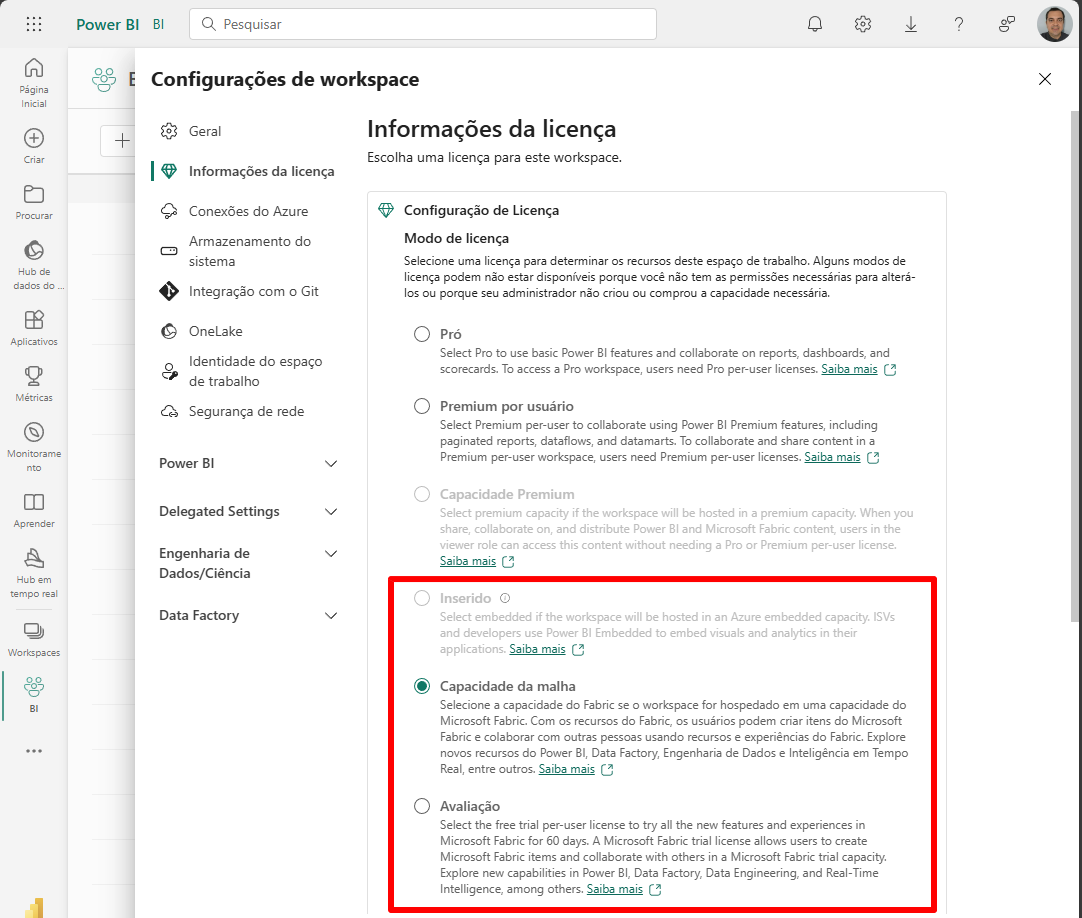 Power BI BI
Pesquisar
Página
Inicial
Criar
Procurar
Hub de
dados do ...
Aplicativos
Métricas
Monitorame
nto
Aprender
Hub em
tempo real
Workspaces
BI
Configurações de workspace
Geral
Informações da licença
Conexões do Azure
Armazenamento do
sistema
Integração com o Git
OneLake
Identidade do espaço
de trabalho
Segurança de rede
Power BI
Delegated Settings
Engenharia de
Dados/Ciência
Data Factory
Informações da licença
Escolha uma licença para este workspace.
Configuração de Licença
Modo de licença
Selecione uma licença para determinar os recursos deste espaço de trabalho. Alguns modos de
licença podem não estar disponíveis porque você não tem as permissões necessárias para alterá-
los ou porque seu administrador não criou ou comprou a capacidade necessária.
Pró
Select Pro to use basic Power BI features and collaborate on reports, dashboards, and
scorecards. To access a Pro workspace, users need Pro per-user licenses. Saiba mais
Premium por usuário
Select Premium per-user to collaborate using Power BI Premium features, including
paginated reports, dataflows, and datamarts. To collaborate and share content in a
Premium per-user workspace, users need Premium per-user licenses. Saiba mais
Capacidade Premium
Select premium capacity if the workspace will be hosted in a premium capacity. When you
share, collaborate on, and distribute Power BI and Microsoft Fabric content, users in the
viewer role can access this content without needing a Pro or Premium per-user license.
Saiba mais
Inserido
Select embedded if the workspace will be hosted in an Azure embedded capacity. ISVs
and developers use Power BI Embedded to embed visuals and analytics in their
applications. Saiba mais
Capacidade da malha
Selecione a capacidade do Fabric se o workspace for hospedado em uma capacidade do
Microsoft Fabric. Com os recursos do Fabric, os usuários podem criar itens do Microsoft
Fabric e colaborar com outras pessoas usando recursos e experiências do Fabric. Explore
novos recursos do Power BI, Data Factory, Engenharia de Dados e Inteligência em Tempo
Real, entre outros. Saiba mais
Avaliação
Select the free trial per-user license to try all the new features and experiences in
Microsoft Fabric for 60 days. A Microsoft Fabric trial license allows users to create
Microsoft Fabric items and collaborate with others in a Microsoft Fabric trial capacity.
Explore new capabilities in Power BI, Data Factory, Data Engineering, and Real-Time
Intelligence, among others. Saiba mais